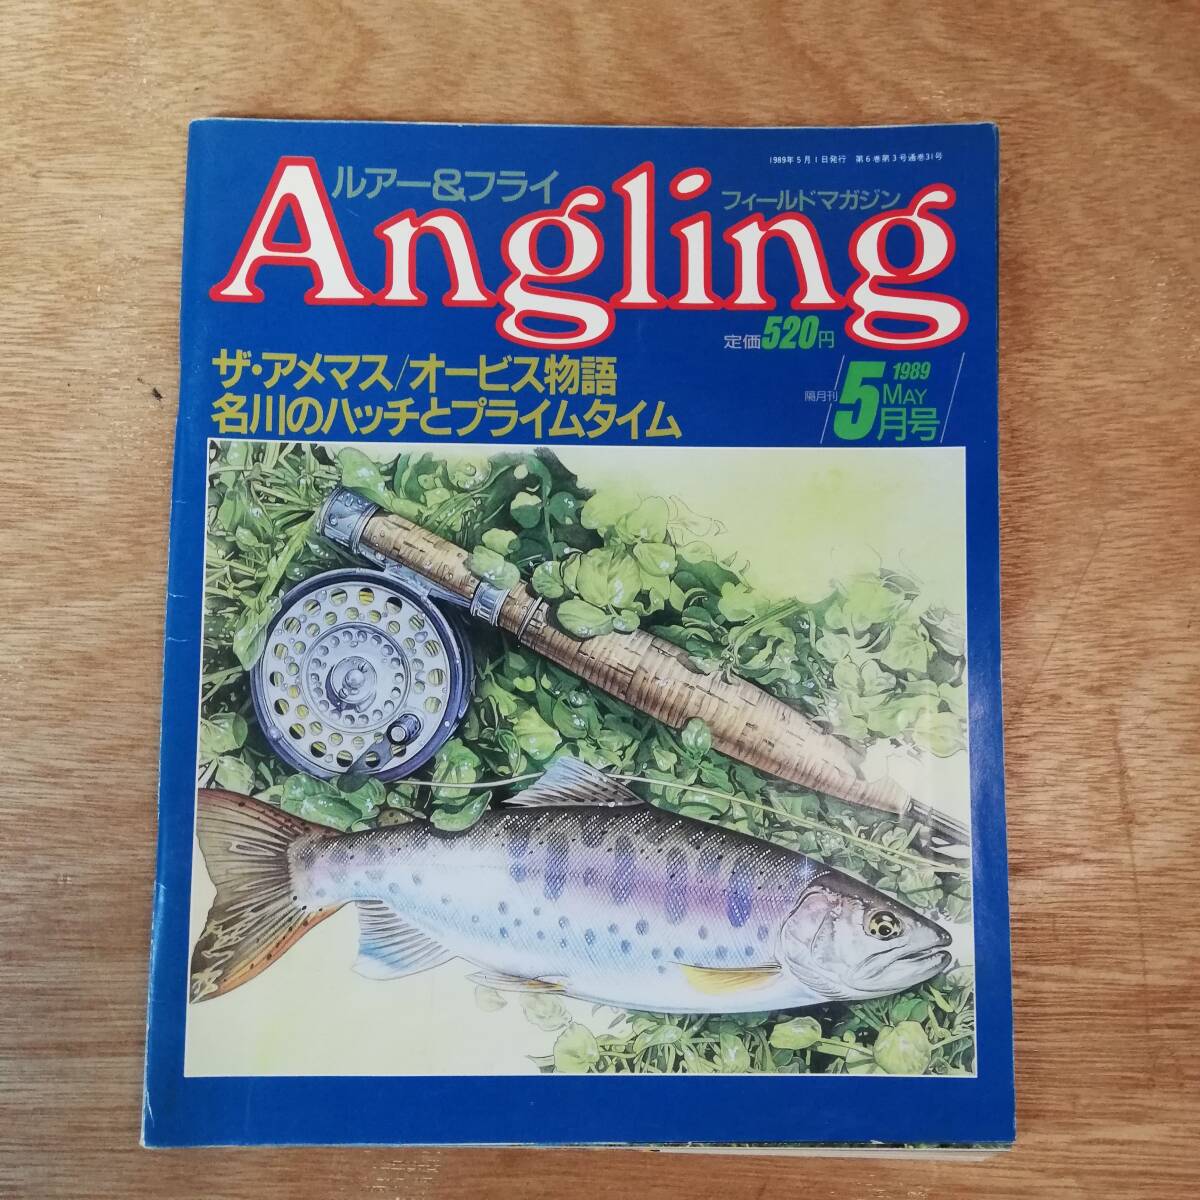 1989年5月1日発行 第6巻第3号通巻31号
ルアー&フライ
フィールドマガジン
Angling
定価520円
ザ・アメマス/オービス物語
名川のハッチとプライムタイム
隔月刊 5月号 1989 MAY